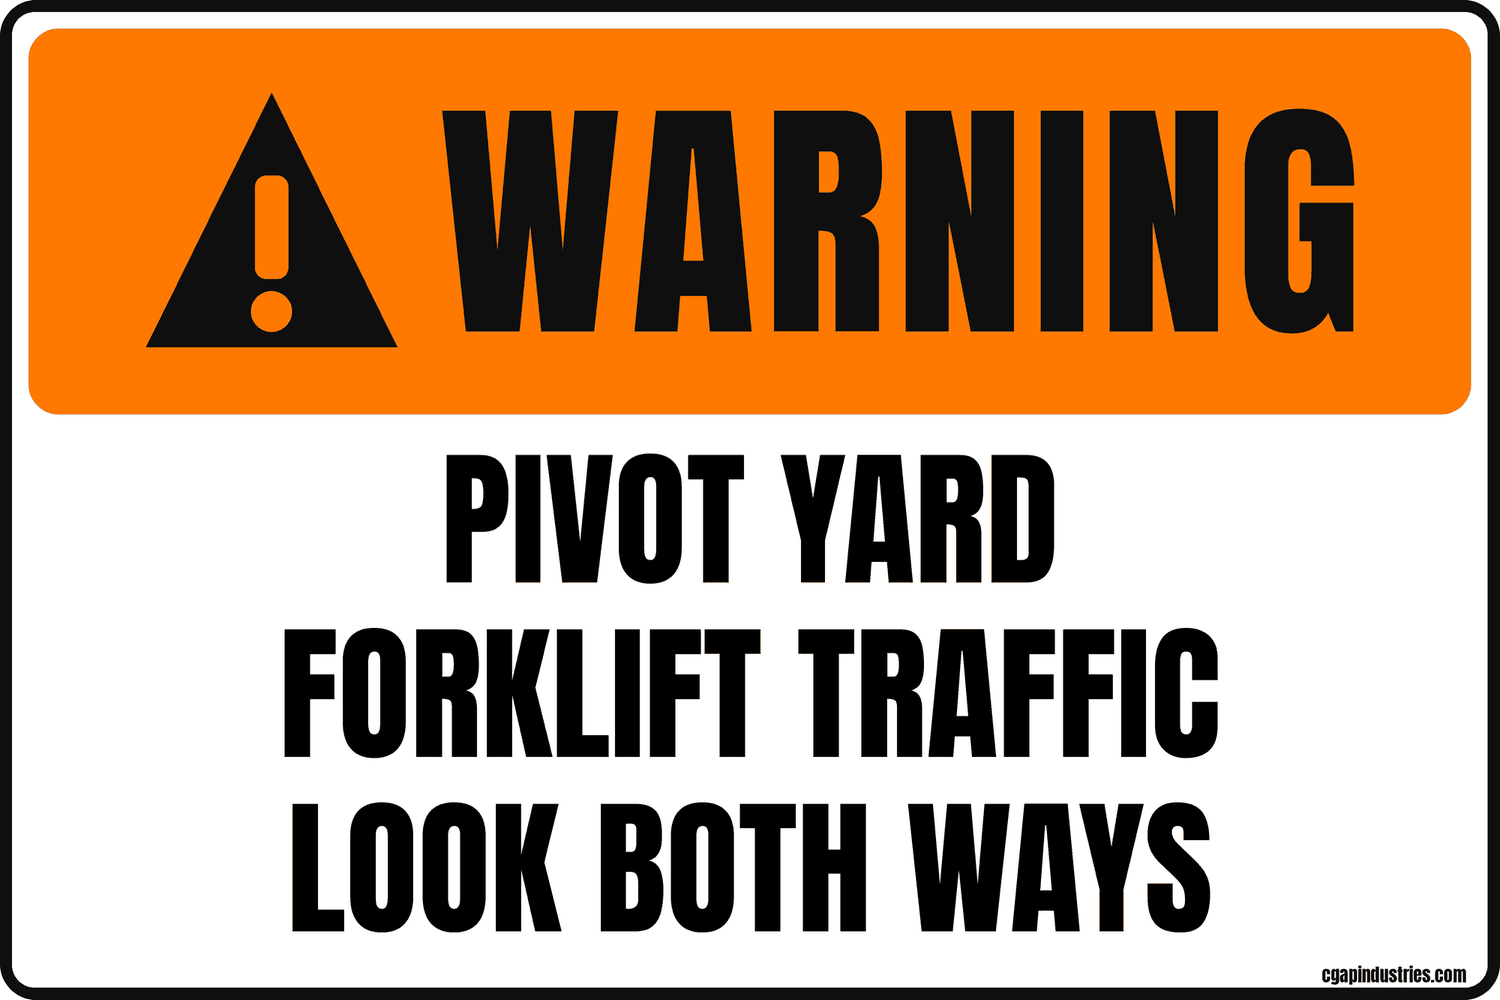 WARNING
PIVOT YARD
FORKLIFT TRAFFIC
LOOK BOTH WAYS
cgapindustries.com